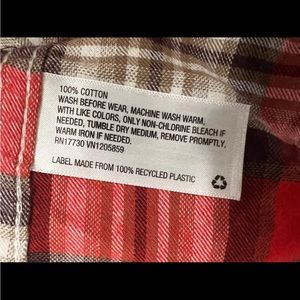 100% COTTON
WASH BEFORE WEAR, MACHINE WASH WARM,
WITH LIKE COLORS, ONLY NON-CHLORINE BLEACH IF
NEEDED, TUMBLE DRY MEDIUM, REMOVE PROMPTLY,
WARM IRON IF NEEDED.
RN17730 VN1205859
LABEL MADE FROM 100% RECYCLED PLASTIC